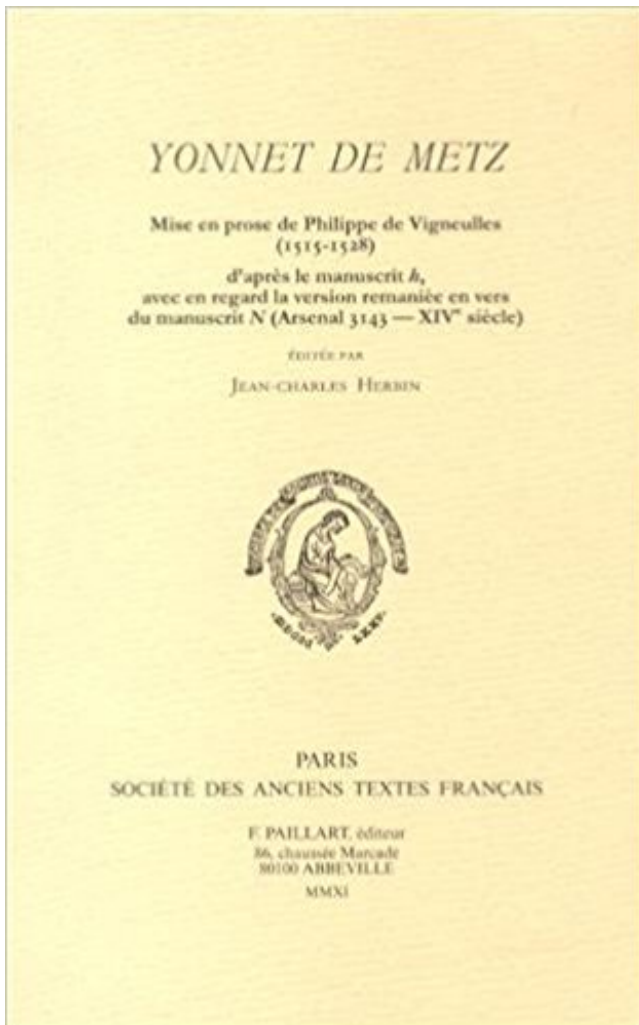 YONNET DE METZ
Mise en prose de Philippe de Vigneulles
(1515-1528)
d'après le manuscrit h,
avec en regard la version remaniée en vers
du manuscrit N (Arsenal 3143 — XIVe siècle)
ÉDITÉE PAR
JEAN-CHARLES HERBIN
PARIS
SOCIÉTÉ DES ANCIENS TEXTES FRANÇAIS
F. PAILLART, éditeur
86, chaussée Marcadé
80100 ABBEVILLE
MMXI